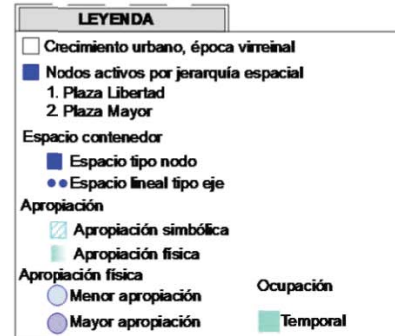 LEYENDA
Crecimiento urbano, época virreinal
Nodos activos por jerarquía espacial
1. Plaza Libertad
2. Plaza Mayor
Espacio contenedor
Espacio tipo nodo
Espacio lineal tipo eje
Apropiación
Apropiación simbólica
Apropiación física
Apropiación física
Menor apropiación
Mayor apropiación
Ocupación
Temporal